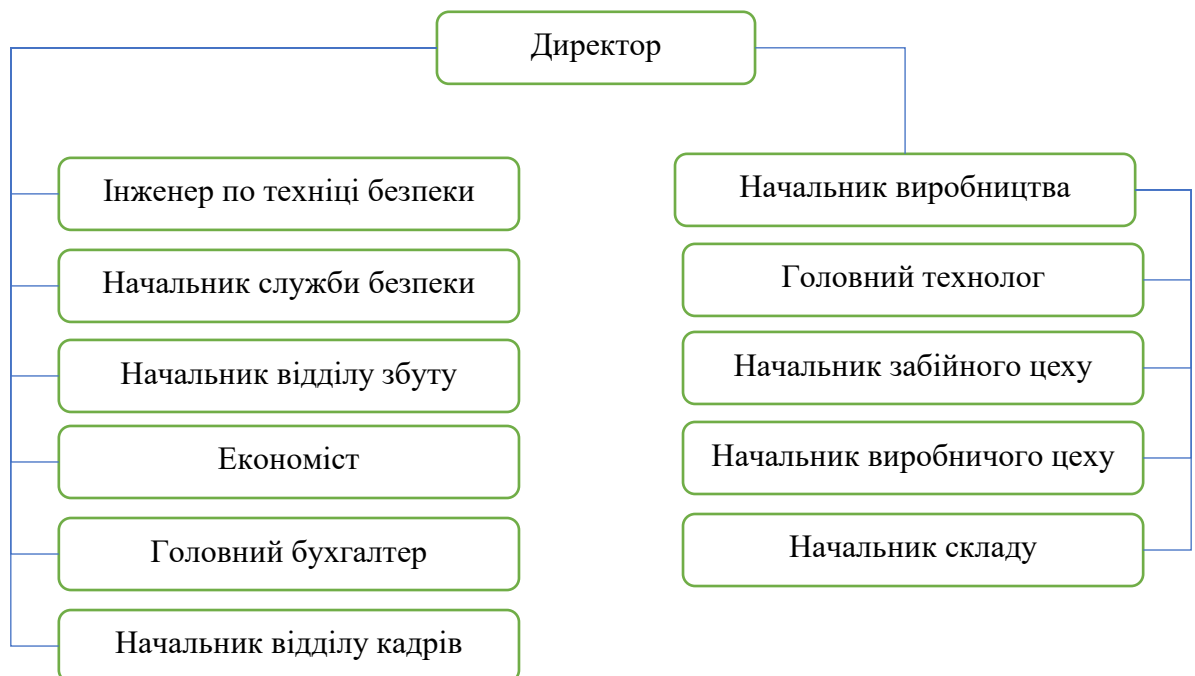 Директор
Інженер по техніці безпеки
Начальник служби безпеки
Начальник відділу збуту
Економіст
Головний бухгалтер
Начальник відділу кадрів
Начальник виробництва
Головний технолог
Начальник забійного цеху
Начальник виробничого цеху
Начальник складу